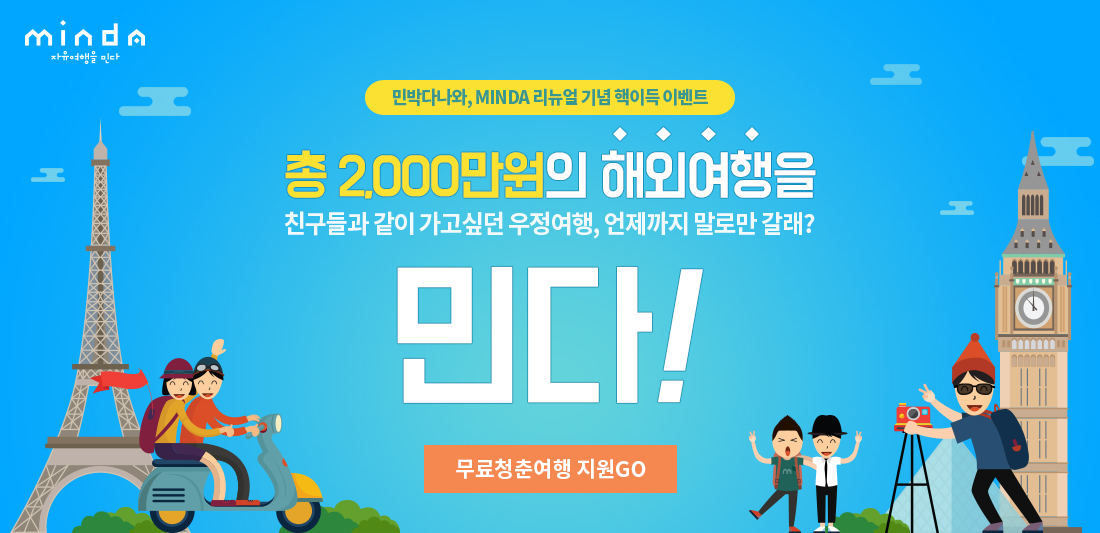 minda
자유여행을 민다
민박다나와, MINDA 리뉴얼 기념 핵이득 이벤트
총 2,000만원의 해외여행을
친구들과 같이 가고싶던 우정여행, 언제까지 말로만 갈래?
민다!
무료청춘여행 지원GO